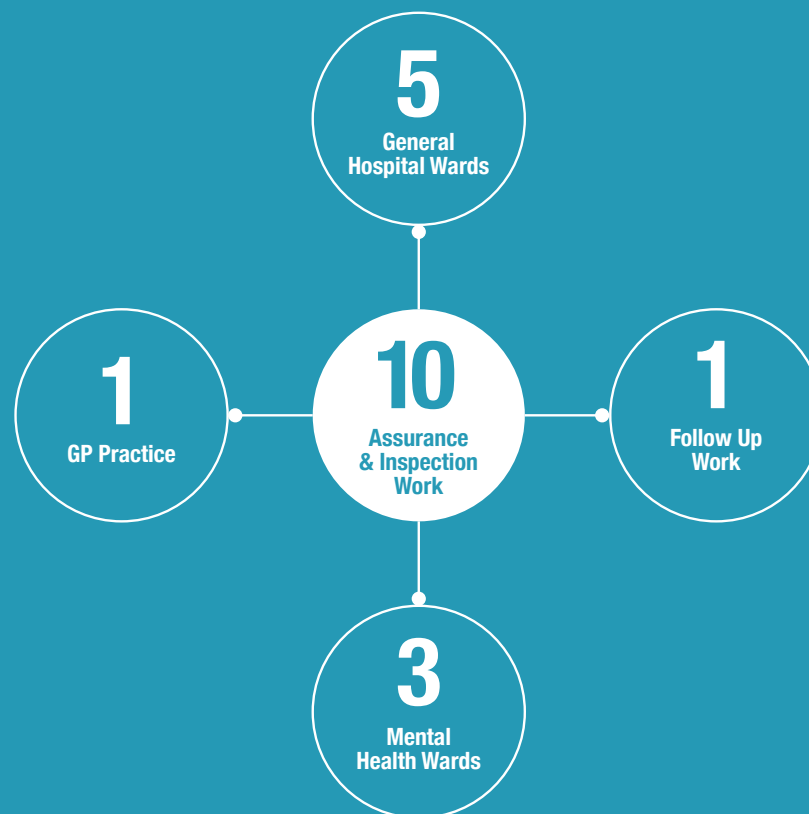 5
General
Hospital Wards
1
GP Practice
10
Assurance
& Inspection
Work
1
Follow Up
Work
3
Mental
Health Wards